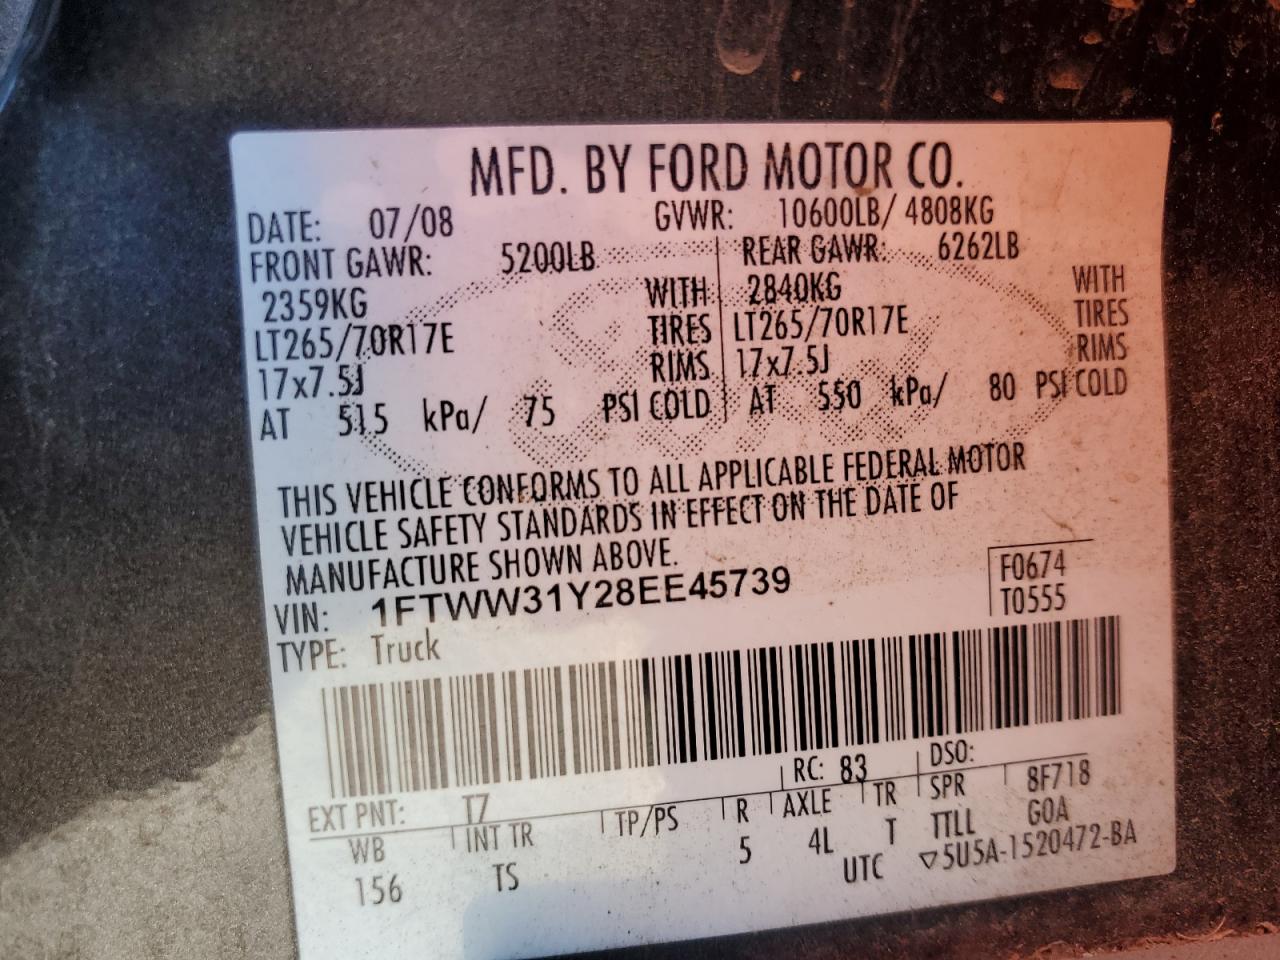 MFD. BY FORD MOTOR CO.
DATE: 07/08 GVWR: 10600LB/ 4808KG
FRONT GAWR: 5200LB REAR GAWR: 6262LB
2359KG WITH 2840KG WITH
LT265/70R17E TIRES LT265/70R17E TIRES
17x7.5J RIMS 17x7.5J RIMS
AT 515 kPa/ 75 PSI COLD AT 550 kPa/ 80 PSI COLD
THIS VEHICLE CONFORMS TO ALL APPLICABLE FEDERAL MOTOR
VEHICLE SAFETY STANDARDS IN EFFECT ON THE DATE OF
MANUFACTURE SHOWN ABOVE.
VIN: 1FTWW31Y28EE45739 F0674
TYPE: Truck T0555
RC: 83 DSO:
EXT PNT: T7 8F718
WB INT TR TP/PS R AXLE TR SPR G0A
156 TS 5 4L T TTLL
UTC ▽5U5A-1520472-BA